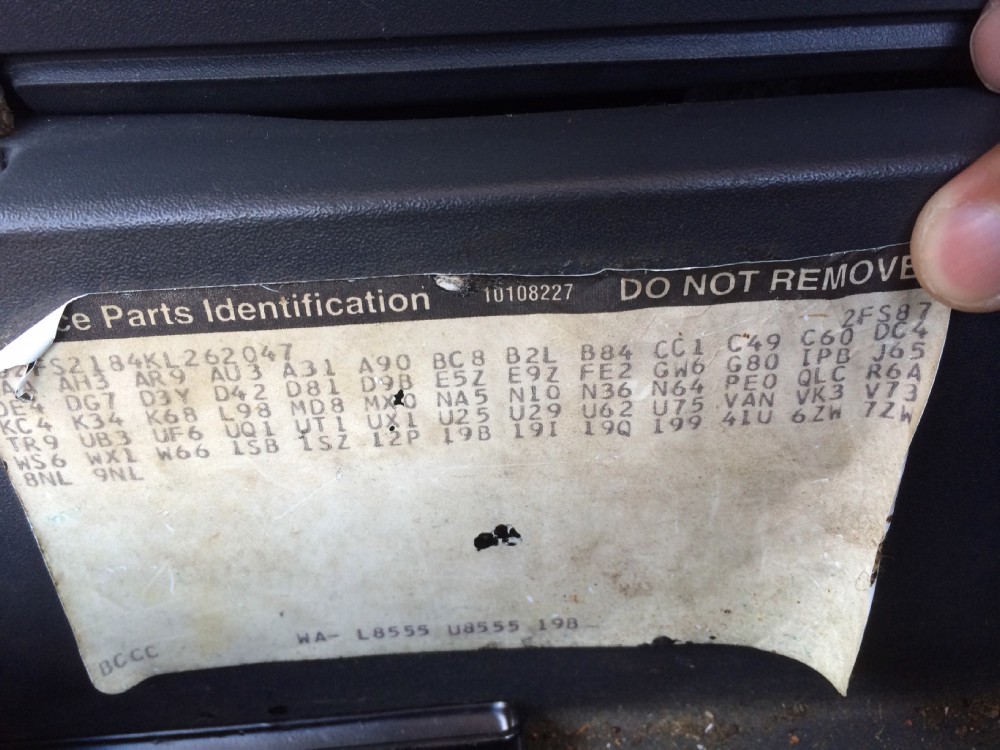 ce Parts Identification 10108227 DO NOT REMOVE
FS2184KL262047 2FS87
AH3 AR9 AU3 A31 A90 BC8 B2L B84 CC1 C49 C60 DC4
DE4 DG7 D3Y D42 D81 D9B E5Z E9Z FE2 GW6 G80 IPB J65
KC4 K34 K68 L98 MD8 MX0 NA5 N10 N36 N64 PE0 QLC R6A
TR9 UB3 UF6 UQ1 UT1 UX1 U25 U29 U62 U75 VAN VK3 V73
WS6 WX1 W66 1SB 1SZ 12P 19B 19I 19Q 199 41U 6ZW 7ZW
8NL 9NL
WA- L8555 U8555 19B
BCCC